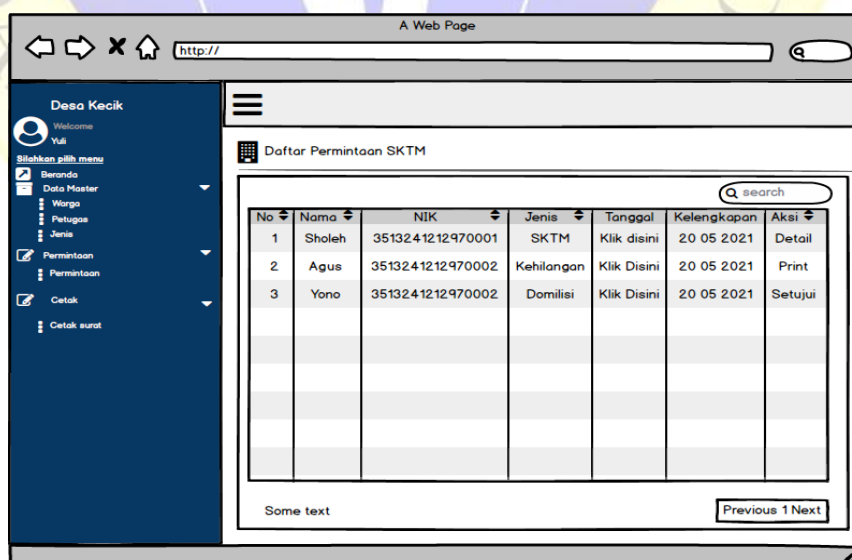 A Web Page
http://
Desa Kecik
Welcome
Yuli
Silahkan pilih menu
Beranda
Data Master
Warga
Petugas
Jenis
Permintaan
Permintaan
Cetak
Cetak surat
Daftar Permintaan SKTM
search
No Nama NIK Jenis Tanggal Kelengkapan Aksi
1 Sholeh 3513241212970001 SKTM Klik disini 20 05 2021 Detail
2 Agus 3513241212970002 Kehilangan Klik Disini 20 05 2021 Print
3 Yono 3513241212970002 Domilisi Klik Disini 20 05 2021 Setujui
Some text
Previous 1 Next